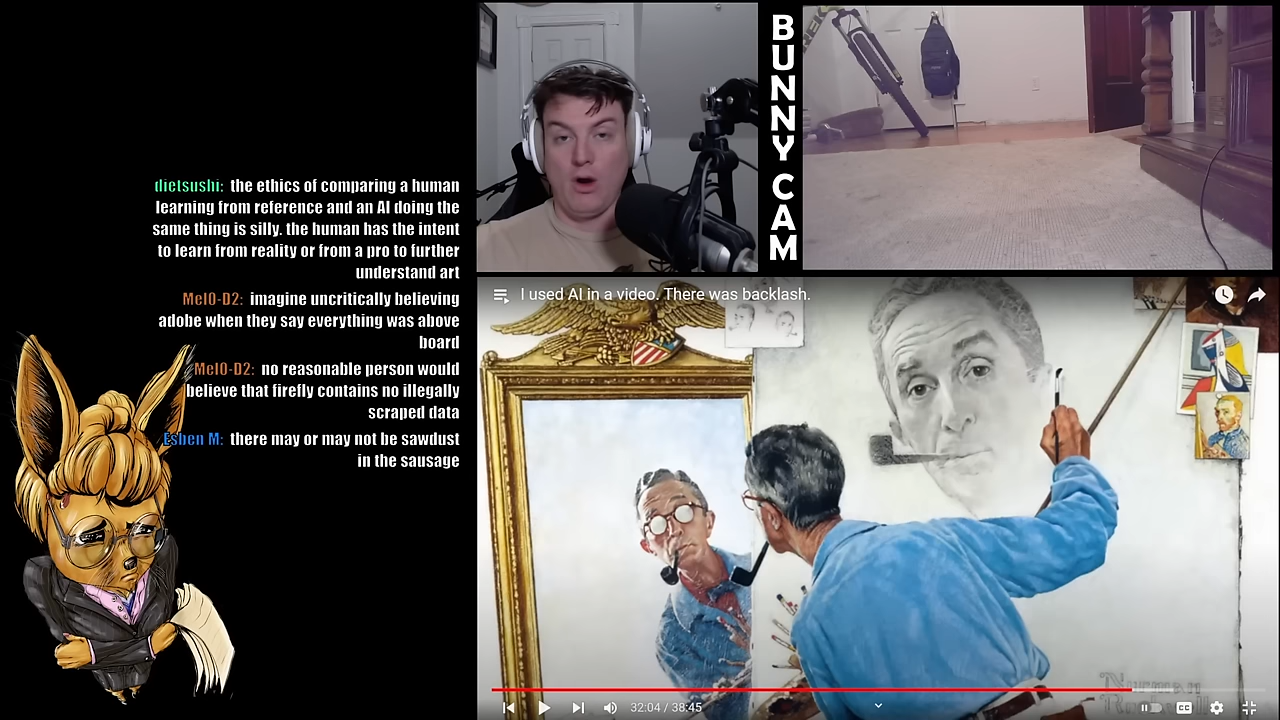 dietsushi: the ethics of comparing a human
learning from reference and an AI doing the
same thing is silly. the human has the intent
to learn from reality or from a pro to further
understand art
Mel0-D2: imagine uncritically believing
adobe when they say everything was above
board
Mel0-D2: no reasonable person would
believe that firefly contains no illegally
scraped data
Esben M: there may or may not be sawdust
in the sausage
BUNNY CAM
I used AI in a video. There was backlash.
Norman
Rockwell
32:04 / 38:45
CC